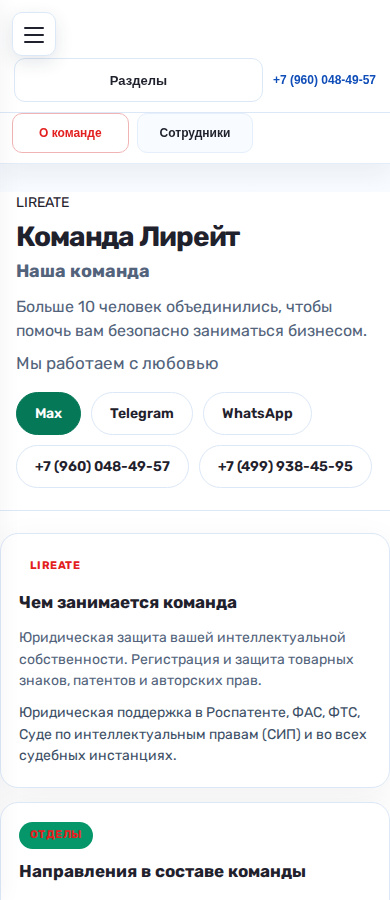 Разделы
+7 (960) 048-49-57
О команде
Сотрудники
LIREATE
Команда Лирейт
Наша команда
Больше 10 человек объединились, чтобы
помочь вам безопасно заниматься бизнесом.
Мы работаем с любовью
Max
Telegram
WhatsApp
+7 (960) 048-49-57
+7 (499) 938-45-95
LIREATE
Чем занимается команда
Юридическая защита вашей интеллектуальной
собственности. Регистрация и защита товарных
знаков, патентов и авторских прав.
Юридическая поддержка в Роспатенте, ФАС, ФТС,
Суде по интеллектуальным правам (СИП) и во всех
судебных инстанциях.
ОТДЕЛЫ
Направления в составе команды